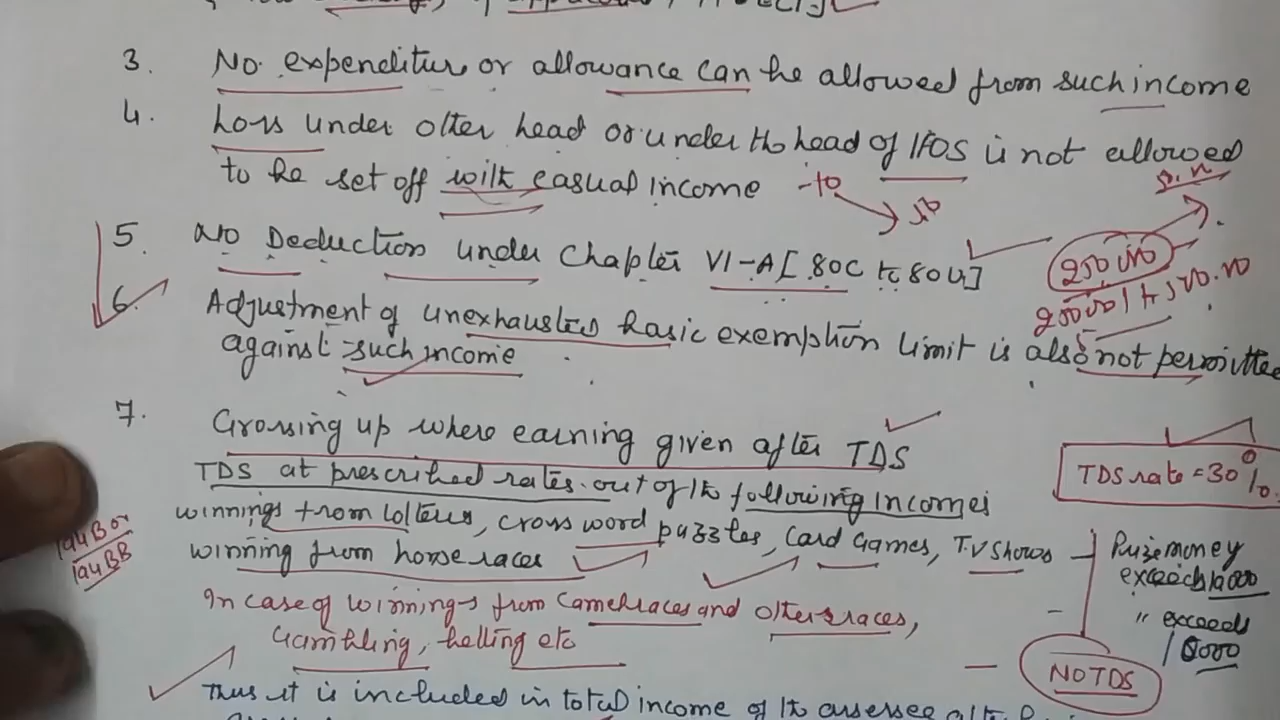 3. No expenditur or allowance can be allowed from such income
4. Loss under other head or under the head of IFOS is not allowed
to be set off with casual income
5. No Deduction under Chapter VI-A [80C to 80U]
250000
6. Adjustment of unexhausted basic exemption limit is also not permitted
against such income
7. Grossing up where earning given after TDS
TDS at prescribed rates out of the following incomes
TDS rate = 30%
winnings from lotteries, cross word puzzles, Card Games, T.V Shows
Prize money
exceeds 10000
194B or
194BB
winning from horse races
" exceeds
10000
In case of winnings from Camel races and other races,
Gambling, betting etc
NO TDS
Thus it is included in total income of the assessee